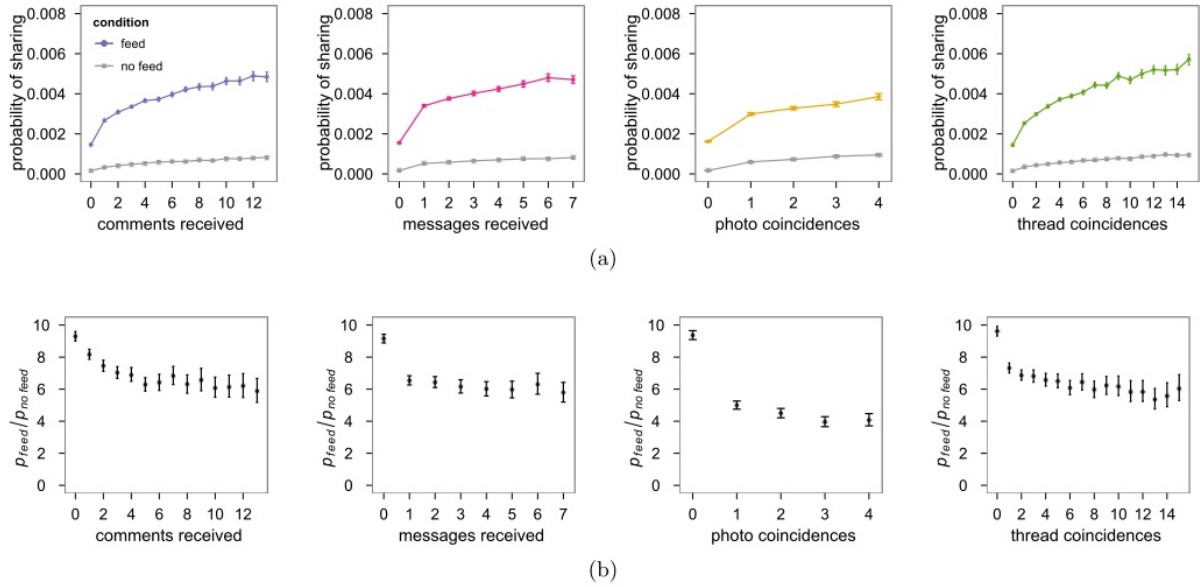 condition
feed
no feed
probability of sharing
0.008
0.006
0.004
0.002
0.000
0 2 4 6 8 10 12
comments received
probability of sharing
0.008
0.006
0.004
0.002
0.000
0 1 2 3 4 5 6 7
messages received
probability of sharing
0.008
0.006
0.004
0.002
0.000
0 1 2 3 4
photo coincidences
probability of sharing
0.008
0.006
0.004
0.002
0.000
0 2 4 6 8 10 12 14
thread coincidences
(a)
p feed / p no feed
10
8
6
4
2
0
0 2 4 6 8 10 12
comments received
p feed / p no feed
10
8
6
4
2
0
0 1 2 3 4 5 6 7
messages received
p feed / p no feed
10
8
6
4
2
0
0 1 2 3 4
photo coincidences
p feed / p no feed
10
8
6
4
2
0
0 2 4 6 8 10 12 14
thread coincidences
(b)